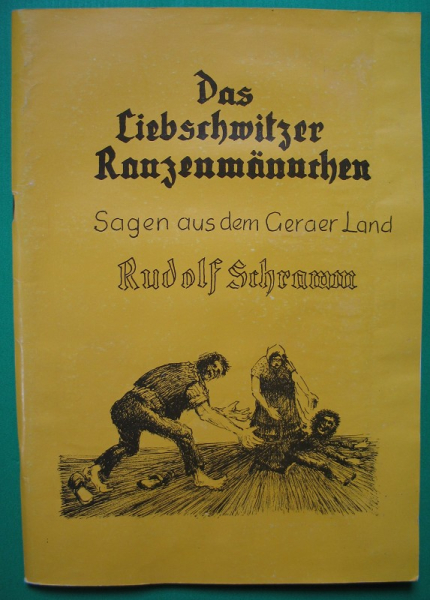 Das
Liebschwitzer
Ranzenmännchen
Sagen aus dem Geraer Land
Rudolf Schramm